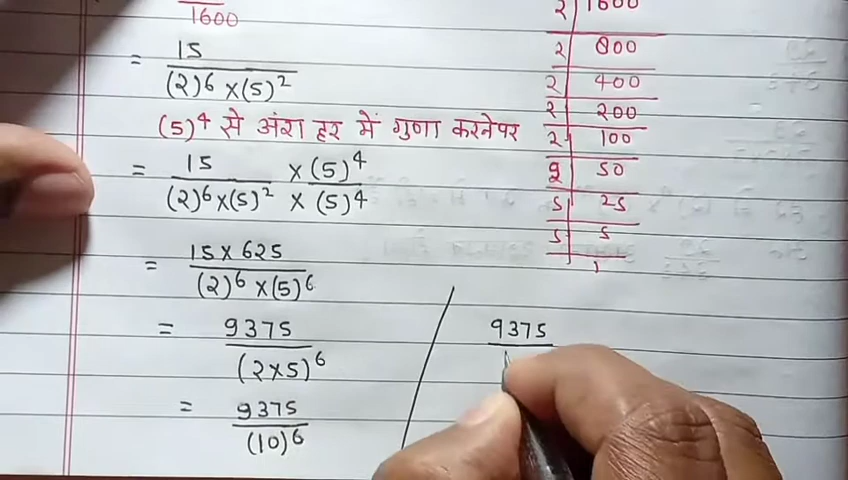 1600
= 15 / (2)⁶ × (5)²
(5)⁴ से अंश हर में गुणा करनेपर
= 15 / (2)⁶ × (5)² × (5)⁴ / (5)⁴
= 15 × 625 / (2)⁶ × (5)⁶
= 9375 / (2×5)⁶
= 9375 / (10)⁶
9375
2 | 1600
2 | 800
2 | 400
2 | 200
2 | 100
2 | 50
5 | 25
5 | 5
1